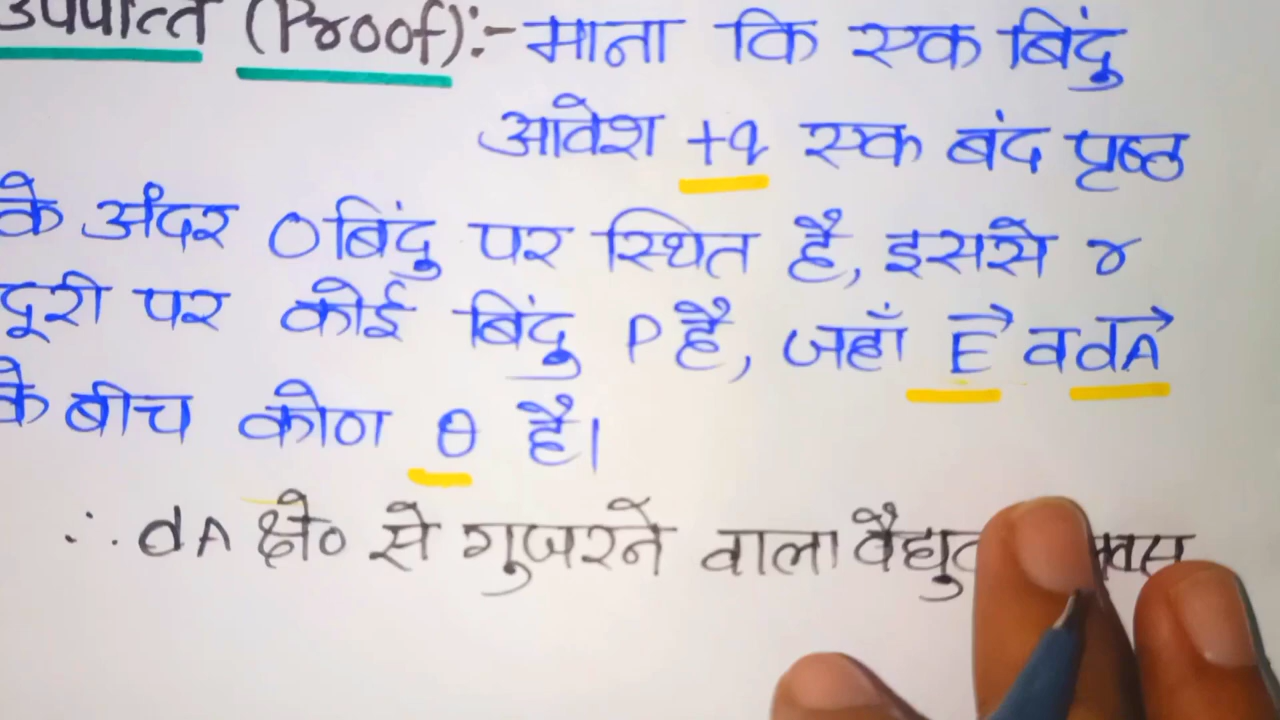 उपपत्ति (Proof):- माना कि एक बिंदु
आवेश +q एक बंद पृष्ठ
के अंदर O बिंदु पर स्थित है, इससे r
दूरी पर कोई बिंदु P है, जहाँ E⃗ व dA⃗
के बीच कोण θ है।
∴ dA क्षे० से गुजरने वाला वैद्युत